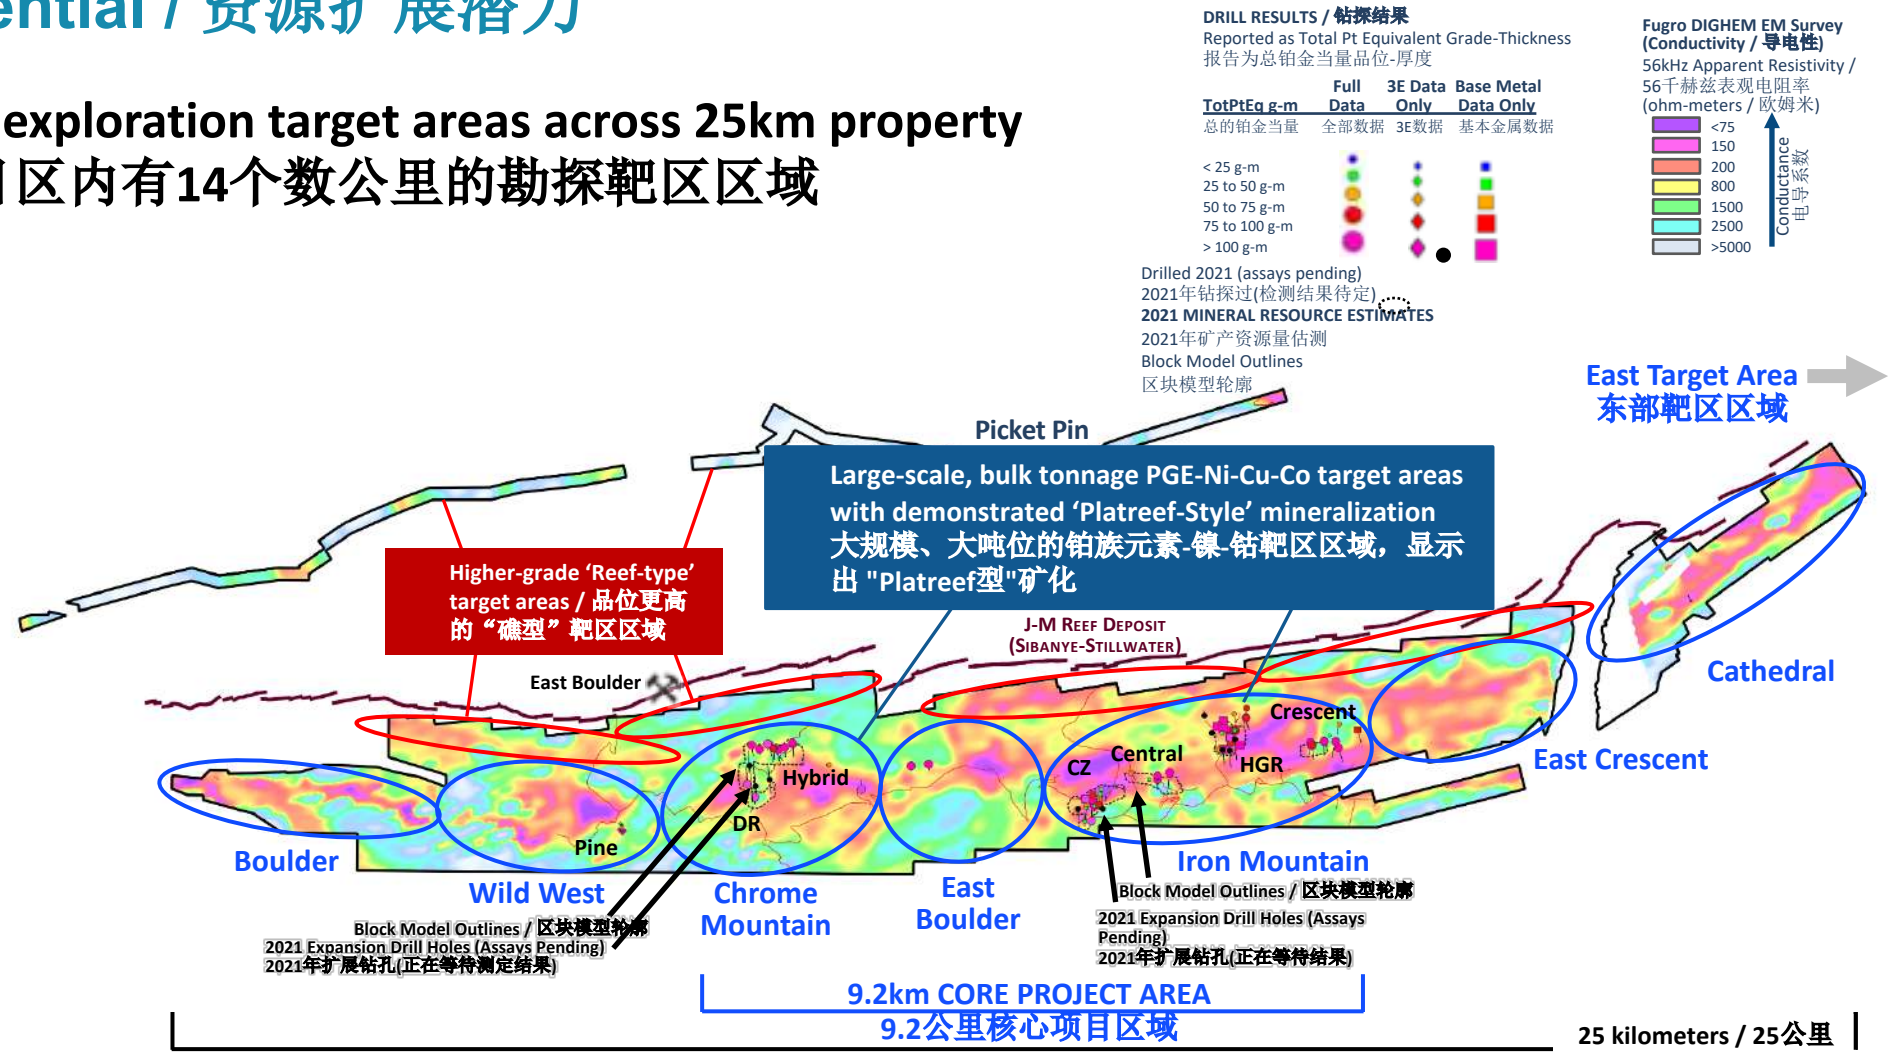 ential / 资源扩展潜力
exploration target areas across 25km property
目区内有14个数公里的勘探靶区区域
DRILL RESULTS / 钻探结果
Reported as Total Pt Equivalent Grade-Thickness
报告为总铂金当量品位-厚度
Full Data 3E Data Only Base Metal Data Only
TotPtEq g-m
总的铂金当量 全部数据 3E数据 基本金属数据
< 25 g-m
25 to 50 g-m
50 to 75 g-m
75 to 100 g-m
> 100 g-m
Drilled 2021 (assays pending)
2021年钻探过(检测结果待定)
2021 MINERAL RESOURCE ESTIMATES
2021年矿产资源量估测
Block Model Outlines
区块模型轮廓
Fugro DIGHEM EM Survey
(Conductivity / 导电性)
56kHz Apparent Resistivity /
56千赫兹表观电阻率
(ohm-meters / 欧姆米)
<75
150
200
800
1500
2500
>5000
Conductance
电导系数
East Target Area
东部靶区区域
Picket Pin
Large-scale, bulk tonnage PGE-Ni-Cu-Co target areas
with demonstrated ‘Platreef-Style’ mineralization
大规模、大吨位的铂族元素-镍-钴靶区区域，显示
出 "Platreef型"矿化
Higher-grade ‘Reef-type’
target areas / 品位更高
的“礁型”靶区区域
J-M REEF DEPOSIT
(SIBANYE-STILLWATER)
East Boulder
Cathedral
Crescent
Central
CZ
HGR
Hybrid
DR
Pine
East Crescent
Boulder
Wild West
Chrome
Mountain
East
Boulder
Iron Mountain
Block Model Outlines / 区块模型轮廓
2021 Expansion Drill Holes (Assays Pending)
2021年扩展钻孔(正在等待测定结果)
Block Model Outlines / 区块模型轮廓
2021 Expansion Drill Holes (Assays
Pending)
2021年扩展钻孔(正在等待结果)
9.2km CORE PROJECT AREA
9.2公里核心项目区域
25 kilometers / 25公里